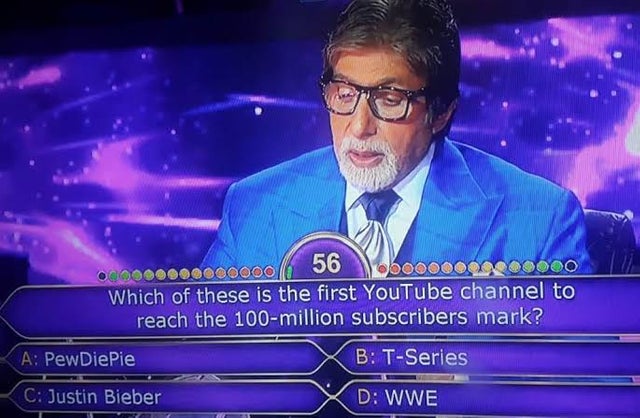 56
Which of these is the first YouTube channel to
reach the 100-million subscribers mark?
A: PewDiePie
B: T-Series
C: Justin Bieber
D: WWE